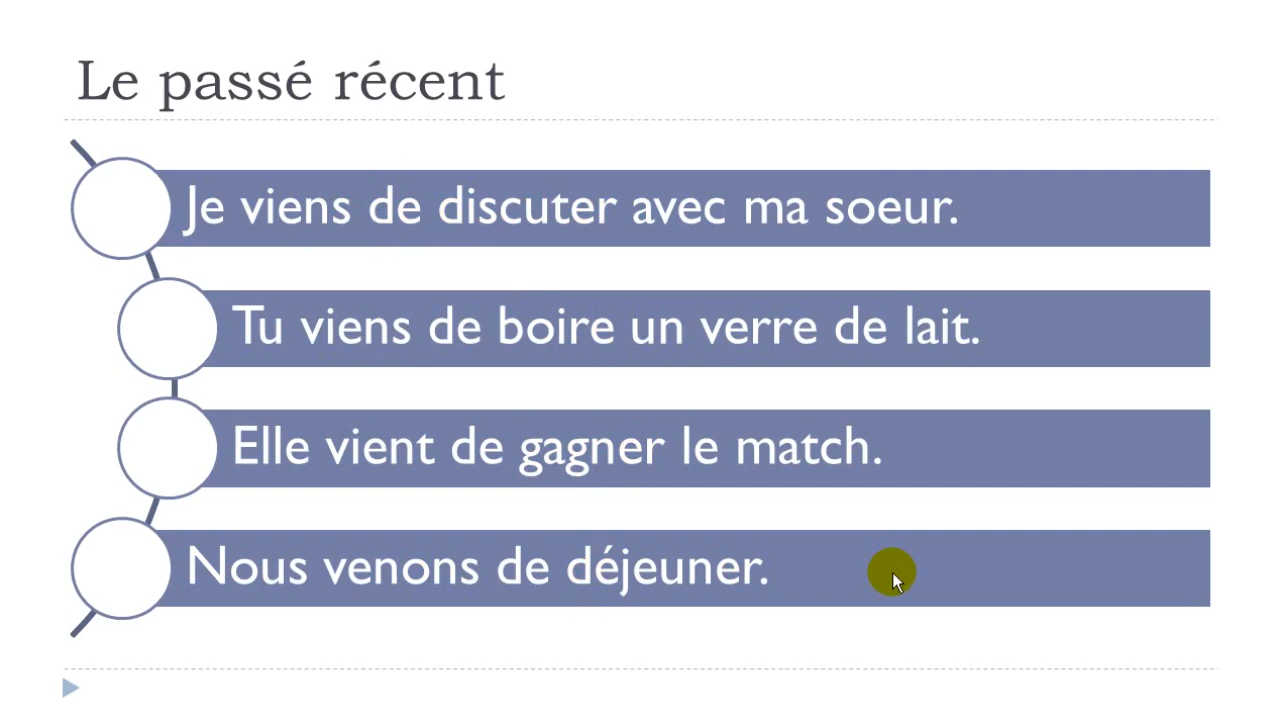 Le passé récent
Je viens de discuter avec ma soeur.
Tu viens de boire un verre de lait.
Elle vient de gagner le match.
Nous venons de déjeuner.